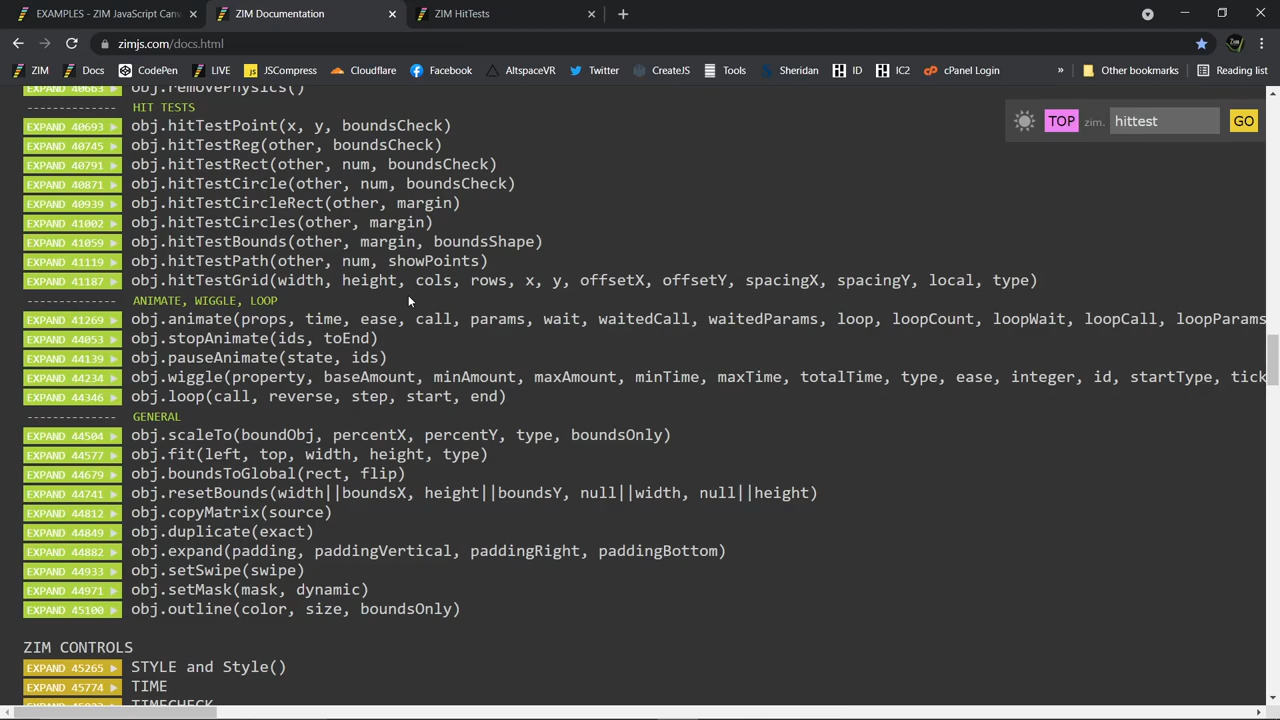 EXAMPLES - ZIM JavaScript Canv
ZIM Documentation
ZIM HitTests
zimjs.com/docs.html
ZIM
Docs
CodePen
LIVE
JSCompress
Cloudflare
Facebook
AltspaceVR
Twitter
CreateJS
Tools
Sheridan
ID
IC2
cPanel Login
»
Other bookmarks
Reading list
EXPAND 40663 obj.removePhysics()
-------------- HIT TESTS
EXPAND 40693 obj.hitTestPoint(x, y, boundsCheck)
TOP zim. hittest GO
EXPAND 40745 obj.hitTestReg(other, boundsCheck)
EXPAND 40791 obj.hitTestRect(other, num, boundsCheck)
EXPAND 40871 obj.hitTestCircle(other, num, boundsCheck)
EXPAND 40939 obj.hitTestCircleRect(other, margin)
EXPAND 41002 obj.hitTestCircles(other, margin)
EXPAND 41059 obj.hitTestBounds(other, margin, boundsShape)
EXPAND 41119 obj.hitTestPath(other, num, showPoints)
EXPAND 41187 obj.hitTestGrid(width, height, cols, rows, x, y, offsetX, offsetY, spacingX, spacingY, local, type)
-------------- ANIMATE, WIGGLE, LOOP
EXPAND 41269 obj.animate(props, time, ease, call, params, wait, waitedCall, waitedParams, loop, loopCount, loopWait, loopCall, loopParams
EXPAND 44053 obj.stopAnimate(ids, toEnd)
EXPAND 44139 obj.pauseAnimate(state, ids)
EXPAND 44234 obj.wiggle(property, baseAmount, minAmount, maxAmount, minTime, maxTime, totalTime, type, ease, integer, id, startType, tick
EXPAND 44346 obj.loop(call, reverse, step, start, end)
-------------- GENERAL
EXPAND 44504 obj.scaleTo(boundObj, percentX, percentY, type, boundsOnly)
EXPAND 44577 obj.fit(left, top, width, height, type)
EXPAND 44679 obj.boundsToGlobal(rect, flip)
EXPAND 44741 obj.resetBounds(width||boundsX, height||boundsY, null||width, null||height)
EXPAND 44812 obj.copyMatrix(source)
EXPAND 44849 obj.duplicate(exact)
EXPAND 44882 obj.expand(padding, paddingVertical, paddingRight, paddingBottom)
EXPAND 44933 obj.setSwipe(swipe)
EXPAND 44971 obj.setMask(mask, dynamic)
EXPAND 45100 obj.outline(color, size, boundsOnly)
ZIM CONTROLS
EXPAND 45265 STYLE and Style()
EXPAND 45774 TIME
TIMECHECK